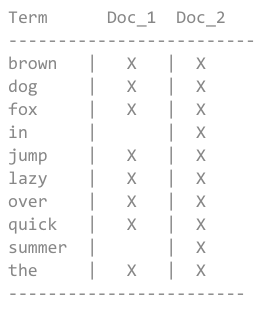 Term      Doc_1  Doc_2
-------------------------
brown   |   X   |  X
dog     |   X   |  X
fox     |   X   |  X
in      |       |  X
jump    |   X   |  X
lazy    |   X   |  X
over    |   X   |  X
quick   |   X   |  X
summer  |       |  X
the     |   X   |  X
------------------------